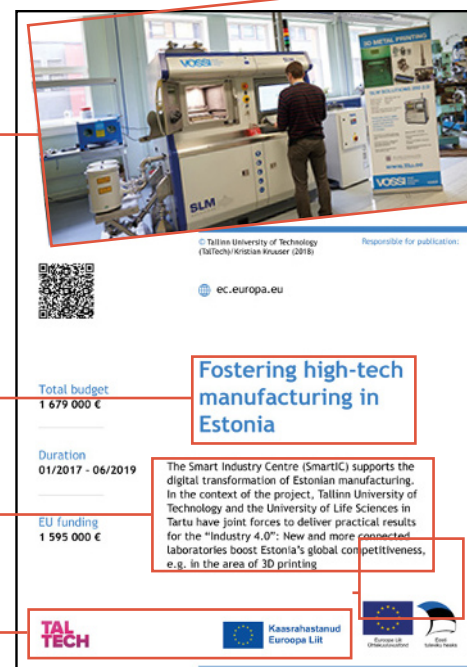 VOSSI
SLM
3D METAL PRINTING
VOSSI
© Tallinn University of Technology
(TalTech)/Kristian Kruuser (2018)
Responsible for publication:
ec.europa.eu
Total budget
1 679 000 €
Fostering high-tech
manufacturing in
Estonia
Duration
01/2017 - 06/2019
The Smart Industry Centre (SmartIC) supports the
digital transformation of Estonian manufacturing.
In the context of the project, Tallinn University of
Technology and the University of Life Sciences in
Tartu have joint forces to deliver practical results
for the “Industry 4.0”: New and more connected
laboratories boost Estonia’s global competitiveness,
e.g. in the area of 3D printing
EU funding
1 595 000 €
TAL
TECH
Kaasrahastanud
Euroopa Liit
Euroopa Liit
Eesti
tuleviku heaks